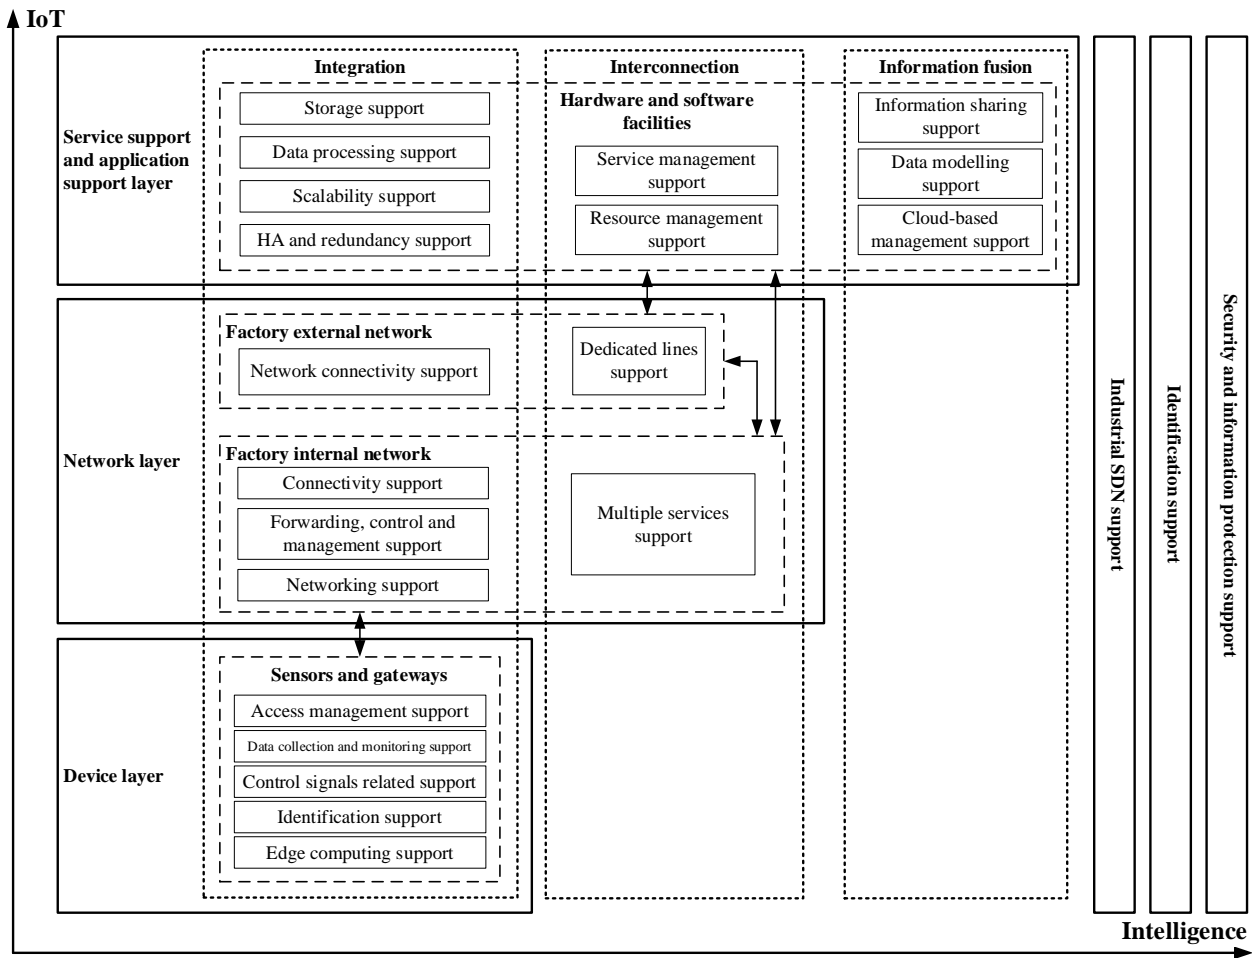 IoT
Integration
Interconnection
Information fusion
Service support
and application
support layer
Storage support
Data processing support
Scalability support
HA and redundancy support
Hardware and software
facilities
Service management
support
Resource management
support
Information sharing
support
Data modelling
support
Cloud-based
management support
Network layer
Factory external network
Network connectivity support
Dedicated lines
support
Factory internal network
Connectivity support
Forwarding, control and
management support
Networking support
Multiple services
support
Device layer
Sensors and gateways
Access management support
Data collection and monitoring support
Control signals related support
Identification support
Edge computing support
Industrial SDN support
Identification support
Security and information protection support
Intelligence